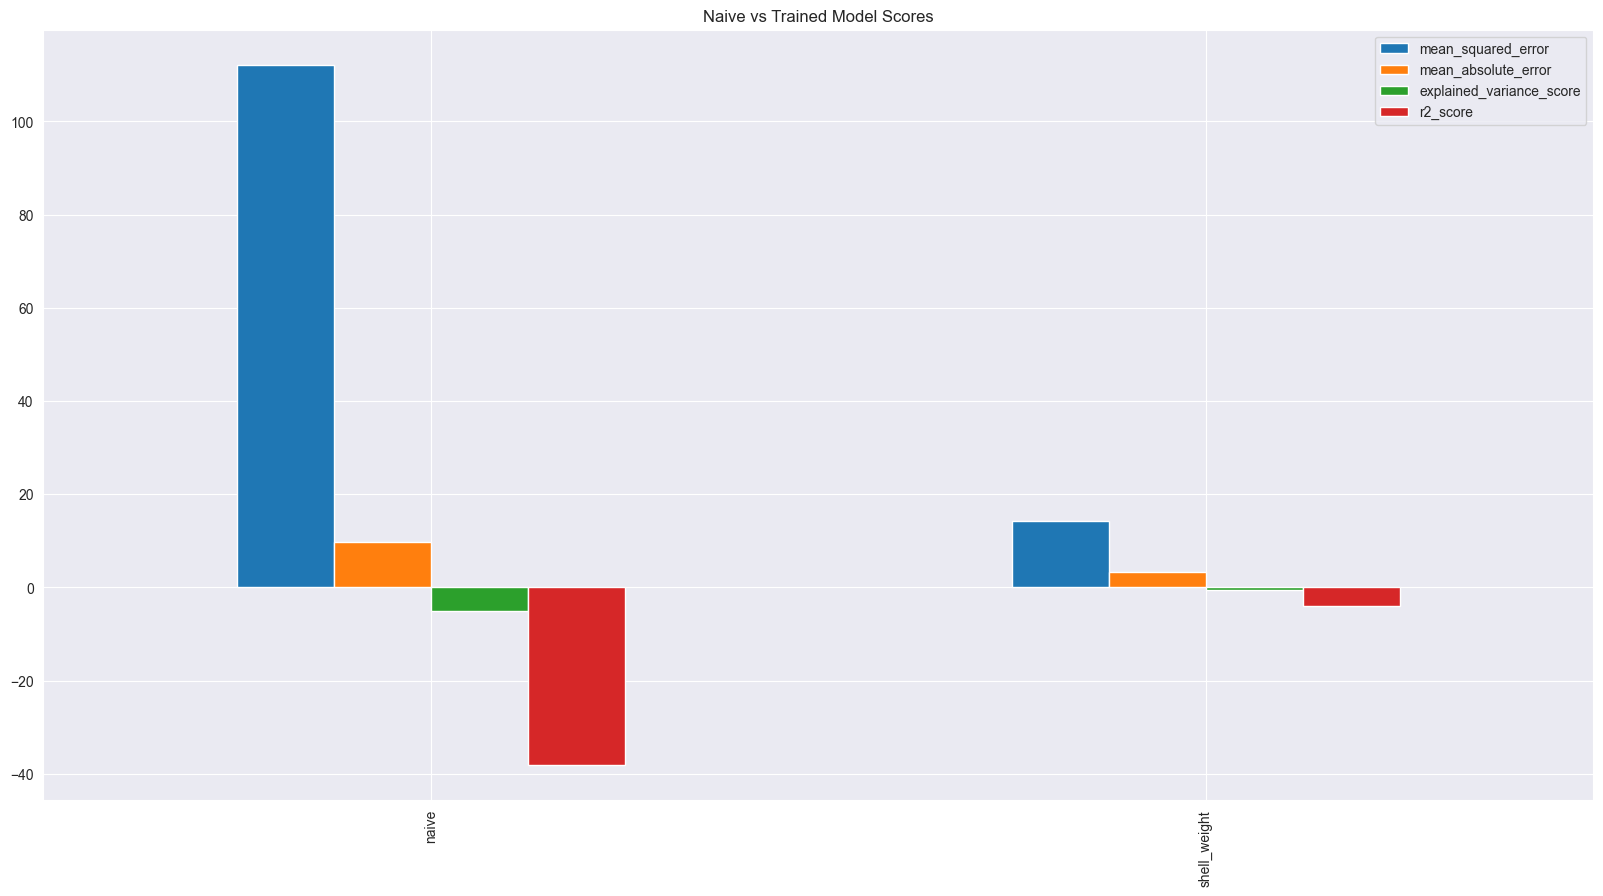 Naive vs Trained Model Scores
mean_squared_error
mean_absolute_error
explained_variance_score
r2_score
100
80
60
40
20
0
−20
−40
naive
shell_weight